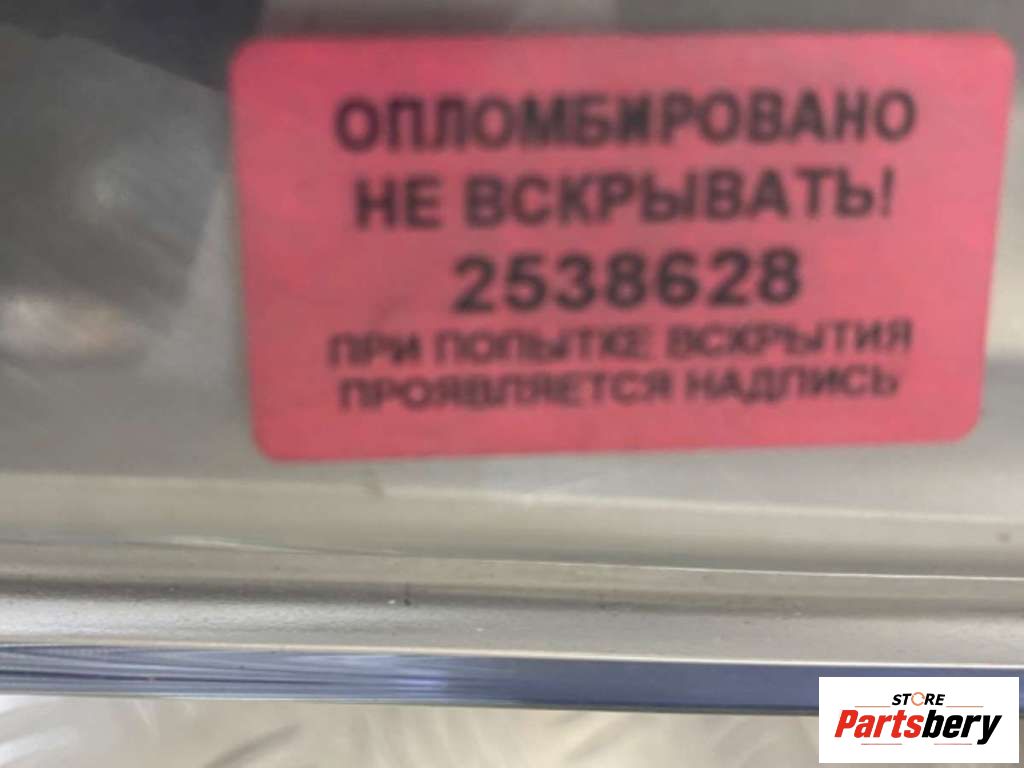 ОПЛОМБИРОВАНО
НЕ ВСКРЫВАТЬ!
2538628
ПРИ ПОПЫТКЕ ВСКРЫТИЯ
ПРОЯВЛЯЕТСЯ НАДПИСЬ
STORE
Partsbery